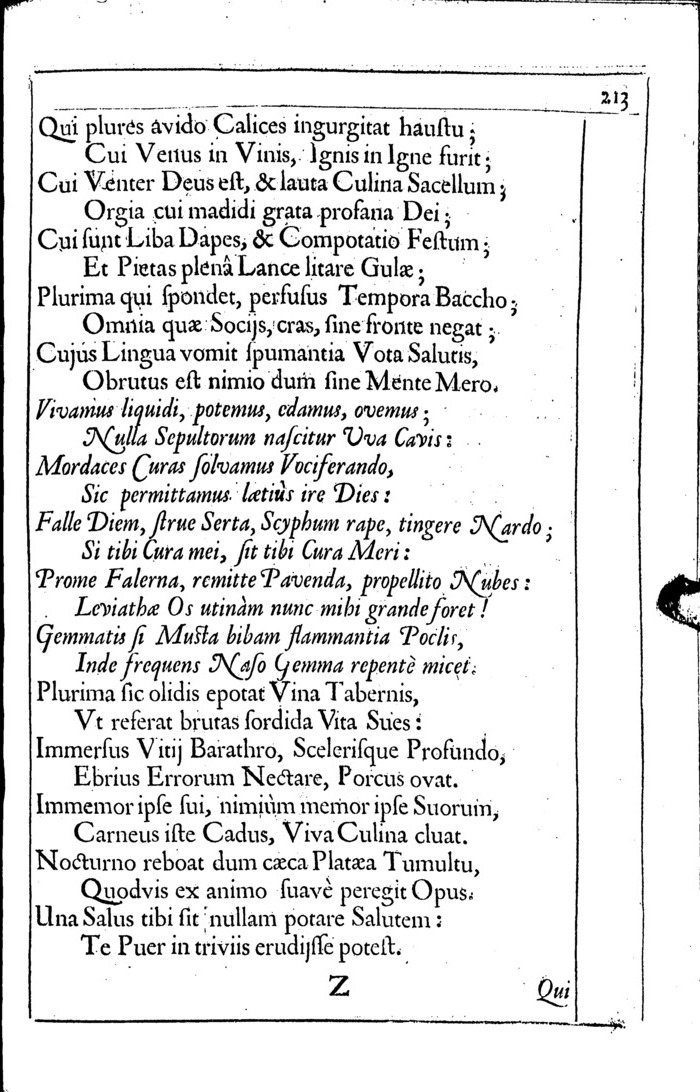 213
Qui plures avido Calices ingurgitat hauſtu;
Cui Venus in Vinis, Ignis in Igne furit;
Cui Venter Deus eſt, & lauta Culina Sacellum;
Orgia cui madidi grata profana Dei;
Cui ſunt Liba Dapes, & Compotatio Feſtum;
Et Pietas plenâ Lance litare Gulæ;
Plurima qui ſpondet, perfuſus Tempora Baccho;
Omnia quæ Socijs, cras, ſine fronte negat;
Cujus Lingua vomit ſpumantia Vota Salutis,
Obrutus eſt nimio dum ſine Mente Mero.
Vivamus liquidi, potemus, edamus, ovemus;
Nulla Sepultorum naſcitur Uva Cavis:
Mordaces Curas ſolvamus Vociferando,
Sic permittamus lætiùs ire Dies:
Falle Diem, ſtrue Serta, Scyphum rape, tingere Nardo;
Si tibi Cura mei, ſit tibi Cura Meri:
Prome Falerna, remitte Pavenda, propellito Nubes:
Leviathæ Os utinàm nunc mihi grande foret!
Gemmatis ſi Muſta bibam flammantia Poclis,
Inde frequens Naſo Gemma repentè micet.
Plurima ſic olidis epotat Vina Tabernis,
Vt referat brutas ſordida Vita Sues:
Immerſus Vitij Barathro, Sceleriſque Profundo,
Ebrius Errorum Nectare, Porcus ovat.
Immemor ipſe ſui, nimiùm memor ipſe Suorum,
Carneus iſte Cadus, Viva Culina cluat.
Nocturno reboat dum cæca Platæa Tumultu,
Quodvis ex animo ſuavè peregit Opus.
Una Salus tibi ſit nullam potare Salutem:
Te Puer in triviis erudijſſe poteſt.
Z
Qui